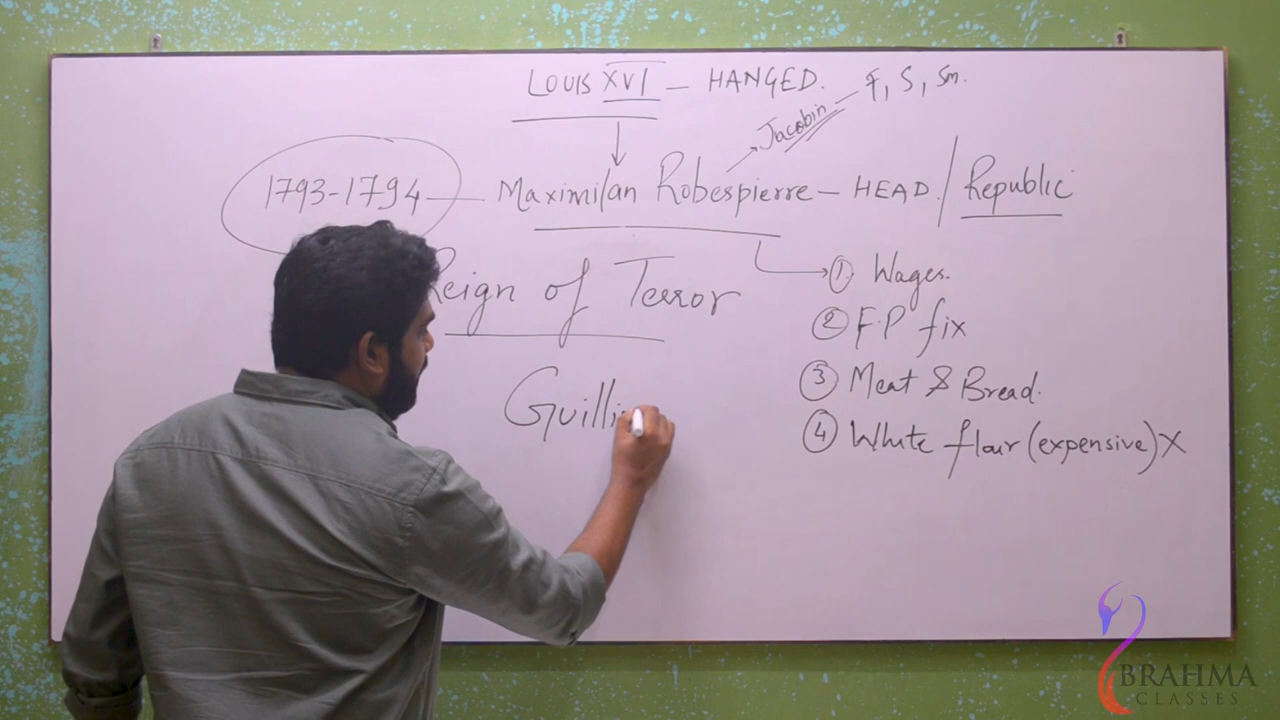 LOUIS XVI - HANGED.
Jacobin - F, S, Sm.
1793-1794 - Maximilan Robespierre - HEAD / Republic
Reign of Terror
① Wages.
② F.P fix
③ Meat & Bread.
④ White flour (expensive) X
Guilli
BRAHMA
CLASSES